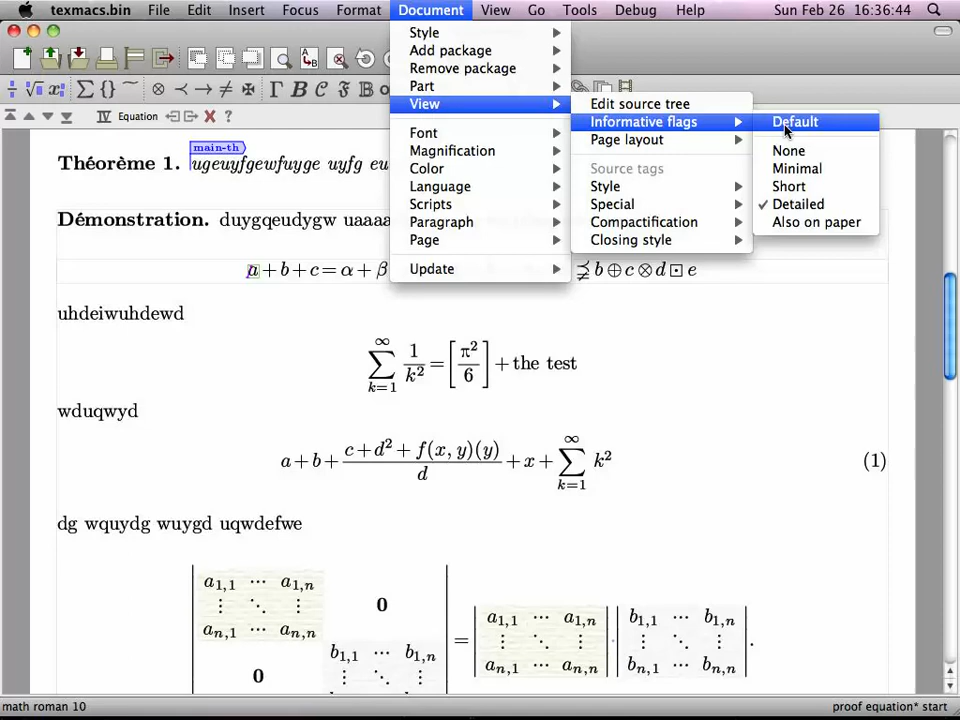 texmacs.bin File Edit Insert Focus Format Document View Go Tools Debug Help Sun Feb 26 16:36:44
Style
Add package
Remove package
Part
View
Font
Magnification
Color
Language
Scripts
Paragraph
Page
Update
Edit source tree
Informative flags
Page layout
Source tags
Style
Special
Compactification
Closing style
Default
None
Minimal
Short
✓ Detailed
Also on paper
Equation
main-th
Théorème 1. ugeuyfgewfuyge uyfg eu
Démonstration. duygqeudygw uaaaa
a + b + c = α + β ⋧ b ⊕ c ⊗ d ⊡ e
uhdeiwuhdewd
∑_{k=1}^{∞} 1/k² = [π²/6] + the test
wduqwyd
a + b + (c + d² + f(x, y)(y))/d + x + ∑_{k=1}^{∞} k² (1)
dg wquydg wuygd uqwdefwe
a1,1 ⋯ a1,n
⋮ ⋱ ⋮ 0
an,1 ⋯ an,n
b1,1 ⋯ b1,n
0 ⋮ ⋱ ⋮
=
a1,1 ⋯ a1,n
⋮ ⋱ ⋮
an,1 ⋯ an,n
b1,1 ⋯ b1,n
⋮ ⋱ ⋮
bn,1 ⋯ bn,n
.
math roman 10 proof equation* start